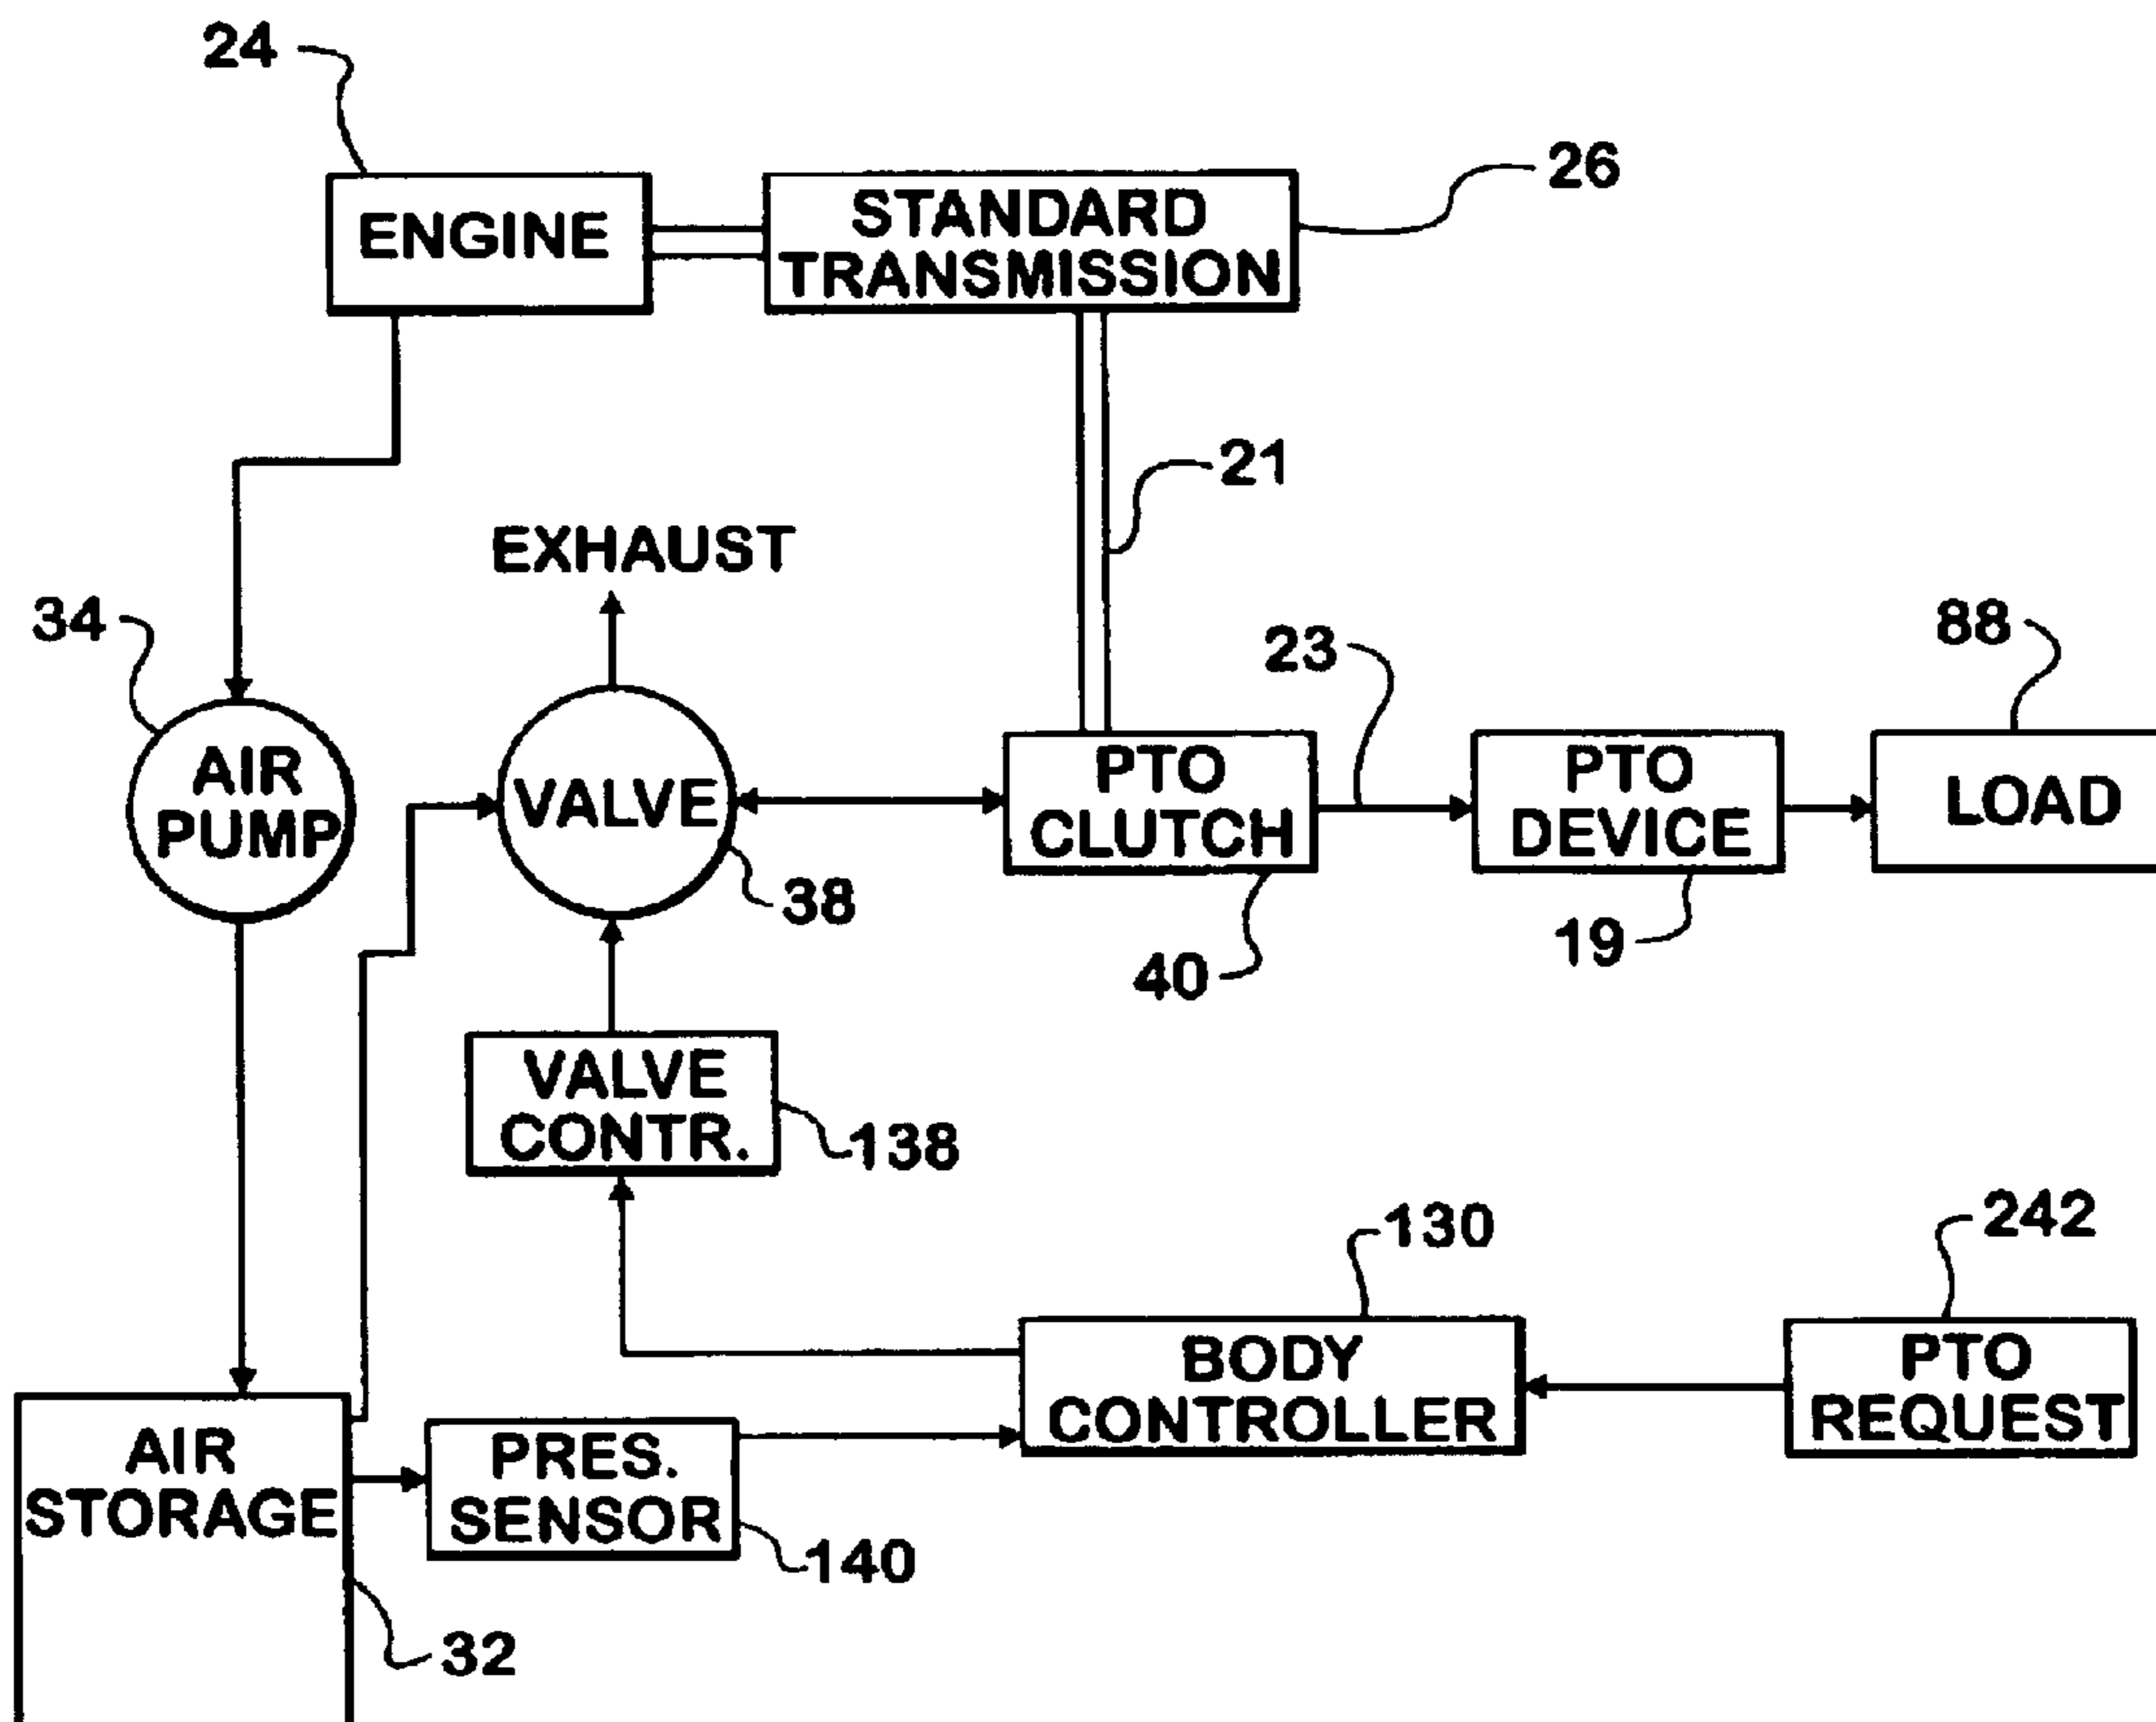 24
ENGINE
STANDARD
TRANSMISSION
26
21
EXHAUST
34
AIR
PUMP
VALVE
38
PTO
CLUTCH
40
23
PTO
DEVICE
19
88
LOAD
VALVE
CONTR.
138
130
BODY
CONTROLLER
242
PTO
REQUEST
AIR
STORAGE
PRES.
SENSOR
140
32